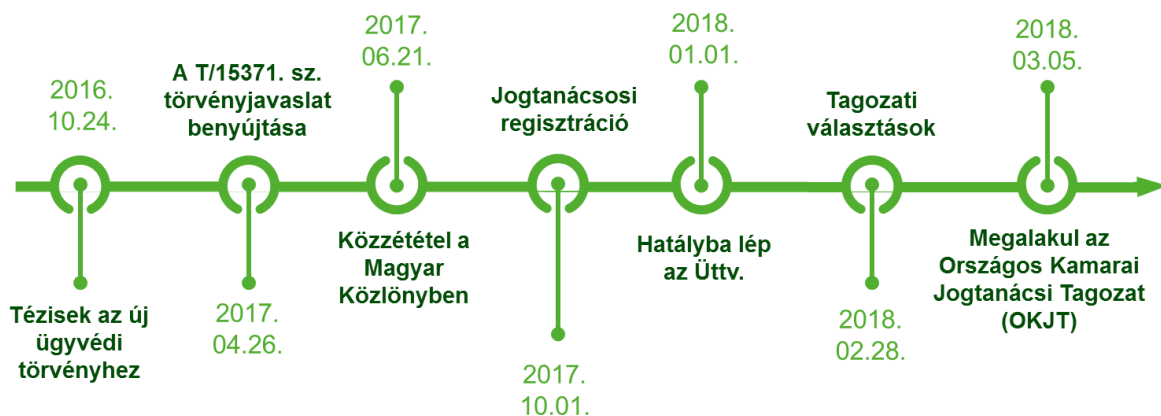 2016.
10.24.
Tézisek az új
ügyvédi
törvényhez
A T/15371. sz.
törvényjavaslat
benyújtása
2017.
04.26.
2017.
06.21.
Közzététel a
Magyar
Közlönyben
Jogtanácsosi
regisztráció
2017.
10.01.
2018.
01.01.
Hatályba lép
az Üttv.
Tagozati
választások
2018.
02.28.
2018.
03.05.
Megalakul az
Országos Kamarai
Jogtanácsi Tagozat
(OKJT)